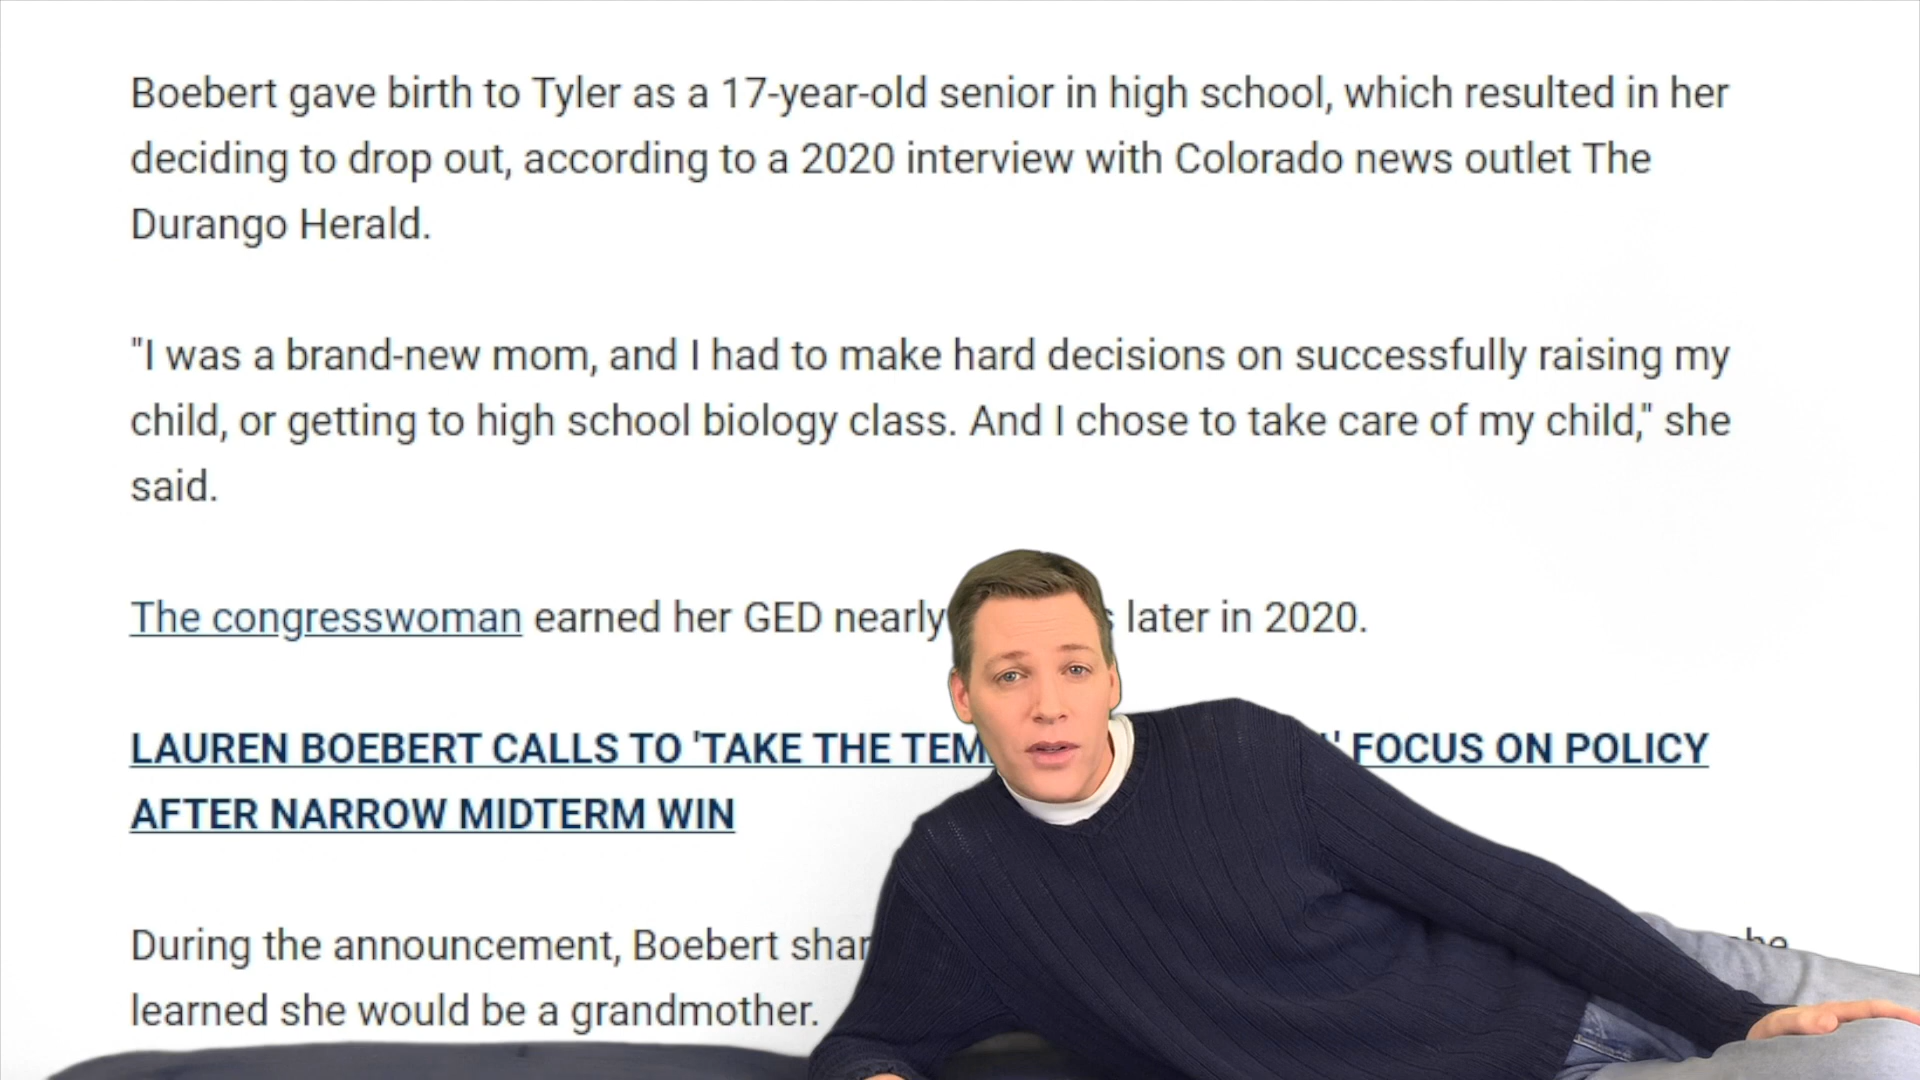 Boebert gave birth to Tyler as a 17-year-old senior in high school, which resulted in her
deciding to drop out, according to a 2020 interview with Colorado news outlet The
Durango Herald.
"I was a brand-new mom, and I had to make hard decisions on successfully raising my
child, or getting to high school biology class. And I chose to take care of my child," she
said.
The congresswoman earned her GED nearly later in 2020.
LAUREN BOEBERT CALLS TO 'TAKE THE FOCUS ON POLICY
AFTER NARROW MIDTERM WIN
During the announcement, Boebert she
learned she would be a grandmother.